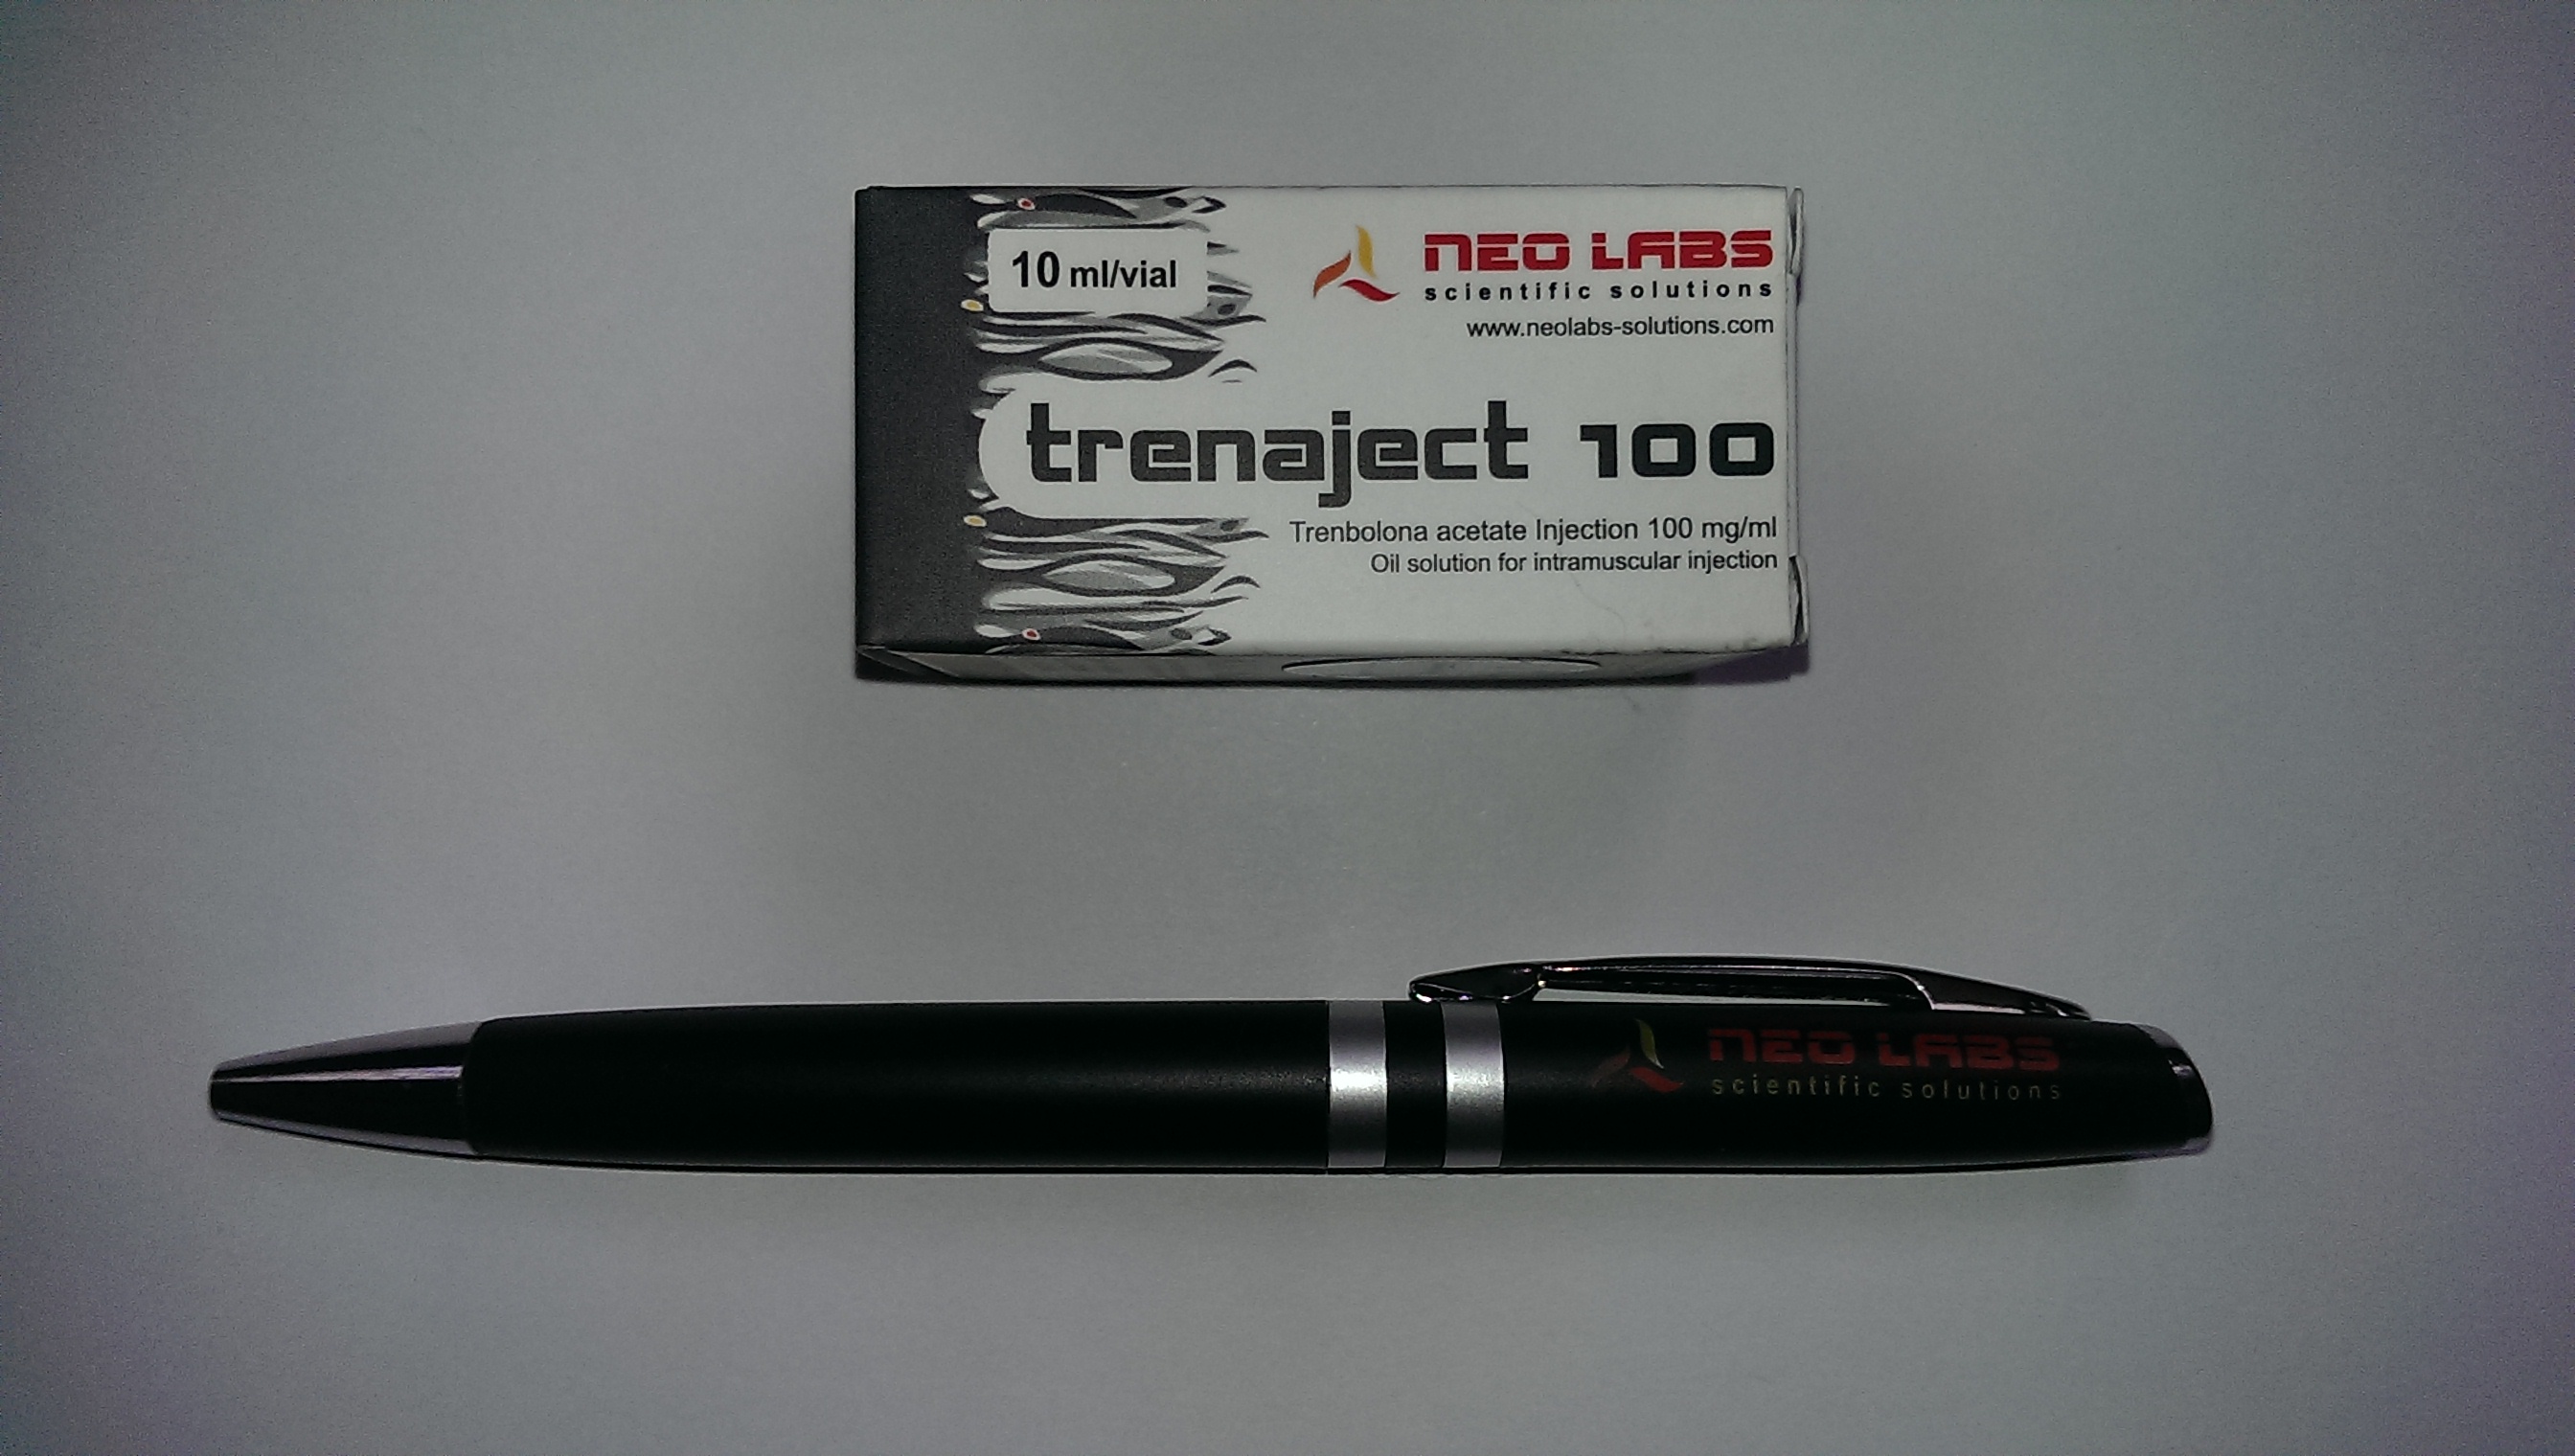 10 ml/vial
NEO LABS
scientific solutions
www.neolabs-solutions.com
trenaject 100
Trenbolona acetate Injection 100 mg/ml
Oil solution for intramuscular injection
NEO LABS
scientific solutions